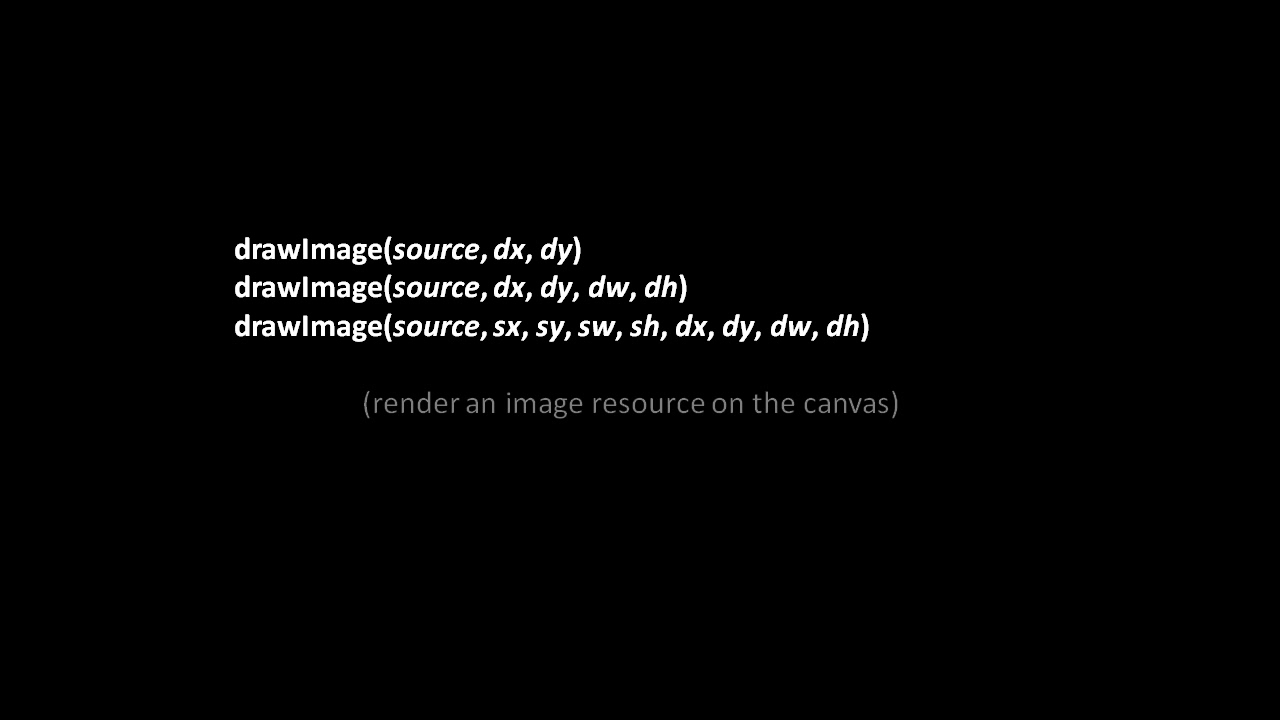 drawImage(source, dx, dy)
drawImage(source, dx, dy, dw, dh)
drawImage(source, sx, sy, sw, sh, dx, dy, dw, dh)
(render an image resource on the canvas)